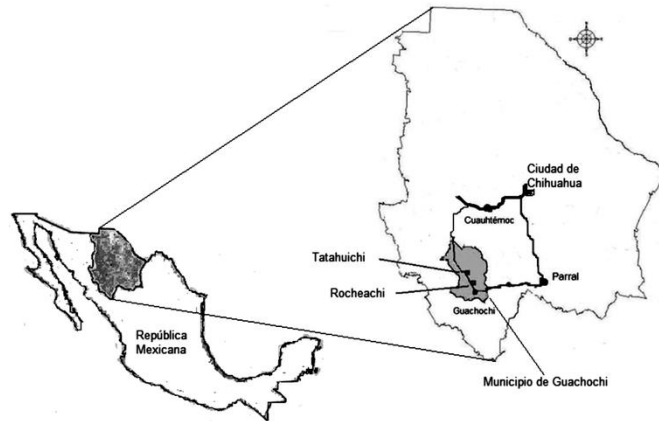 Ciudad de
Chihuahua
Cuauhtémoc
Tatahuichi
Rocheachi
Parral
Guachochi
República
Mexicana
Municipio de Guachochi